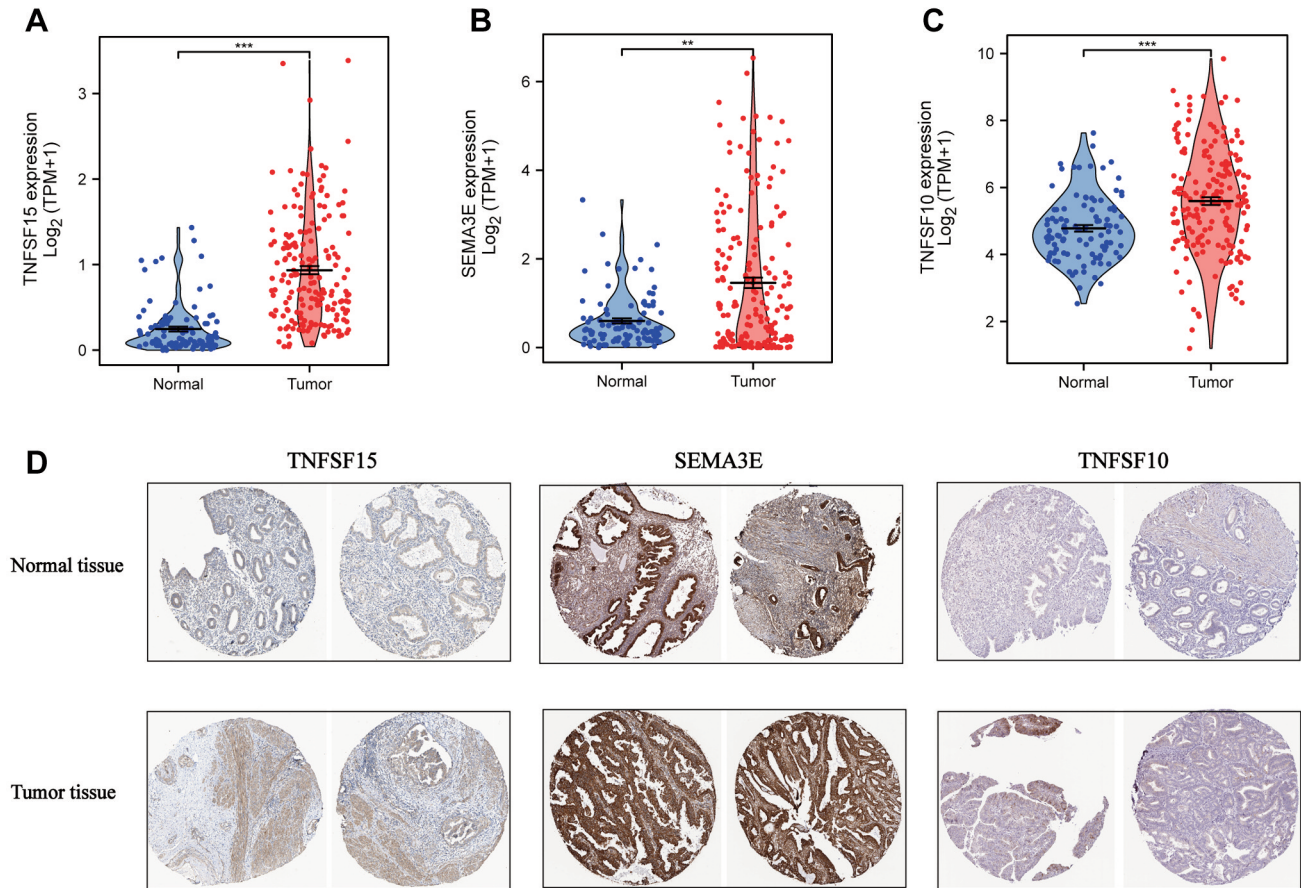 A
***
TNFSF15 expression
Log2 (TPM+1)
3
2
1
0
Normal
Tumor
B
**
SEMA3E expression
Log2 (TPM+1)
6
4
2
0
Normal
Tumor
C
***
TNFSF10 expression
Log2 (TPM+1)
10
8
6
4
2
Normal
Tumor
D
TNFSF15
SEMA3E
TNFSF10
Normal tissue
Tumor tissue